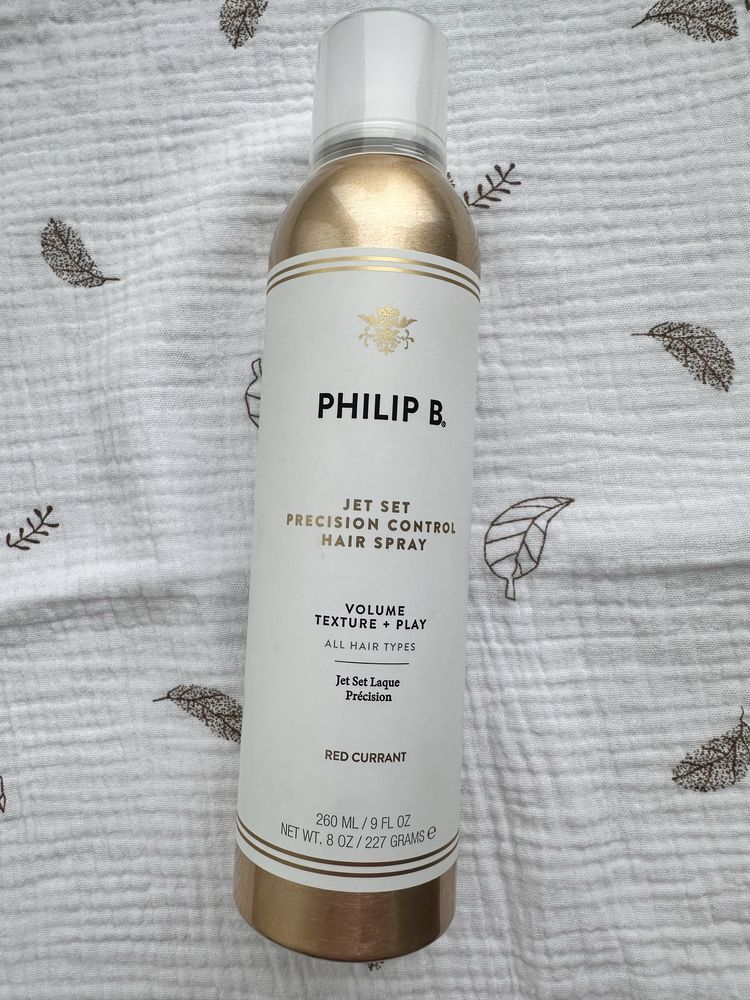 PHILIP B®
JET SET
PRECISION CONTROL
HAIR SPRAY
VOLUME
TEXTURE + PLAY
ALL HAIR TYPES
Jet Set Laque
Précision
RED CURRANT
260 ML / 9 FL OZ
NET WT. 8 OZ / 227 GRAMS ℮